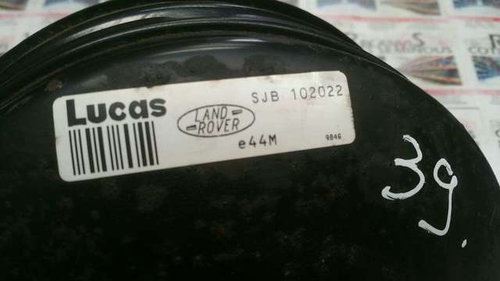 Lucas
LAND
ROVER
SJB 102022
e44M
9846
39.